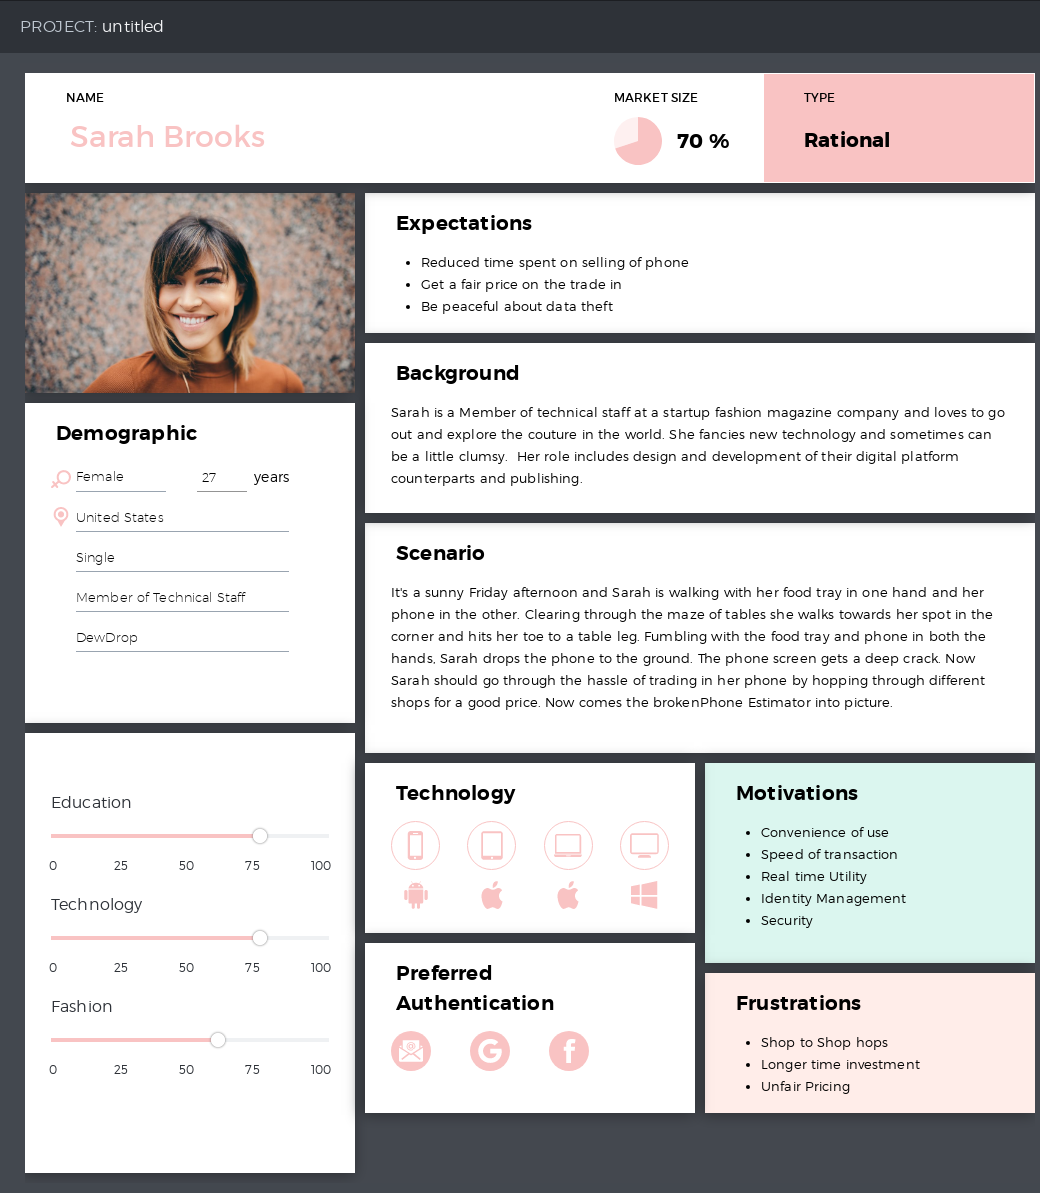 PROJECT: untitled
NAME
Sarah Brooks
MARKET SIZE
70 %
TYPE
Rational
Expectations
Reduced time spent on selling of phone
Get a fair price on the trade in
Be peaceful about data theft
Background
Sarah is a Member of technical staff at a startup fashion magazine company and loves to go
out and explore the couture in the world. She fancies new technology and sometimes can
be a little clumsy.  Her role includes design and development of their digital platform
counterparts and publishing.
Demographic
Female 27 years
United States
Single
Member of Technical Staff
DewDrop
Scenario
It's a sunny Friday afternoon and Sarah is walking with her food tray in one hand and her
phone in the other. Clearing through the maze of tables she walks towards her spot in the
corner and hits her toe to a table leg. Fumbling with the food tray and phone in both the
hands, Sarah drops the phone to the ground. The phone screen gets a deep crack. Now
Sarah should go through the hassle of trading in her phone by hopping through different
shops for a good price. Now comes the brokenPhone Estimator into picture.
Education
0 25 50 75 100
Technology
0 25 50 75 100
Fashion
0 25 50 75 100
Technology
Preferred
Authentication
Motivations
Convenience of use
Speed of transaction
Real time Utility
Identity Management
Security
Frustrations
Shop to Shop hops
Longer time investment
Unfair Pricing